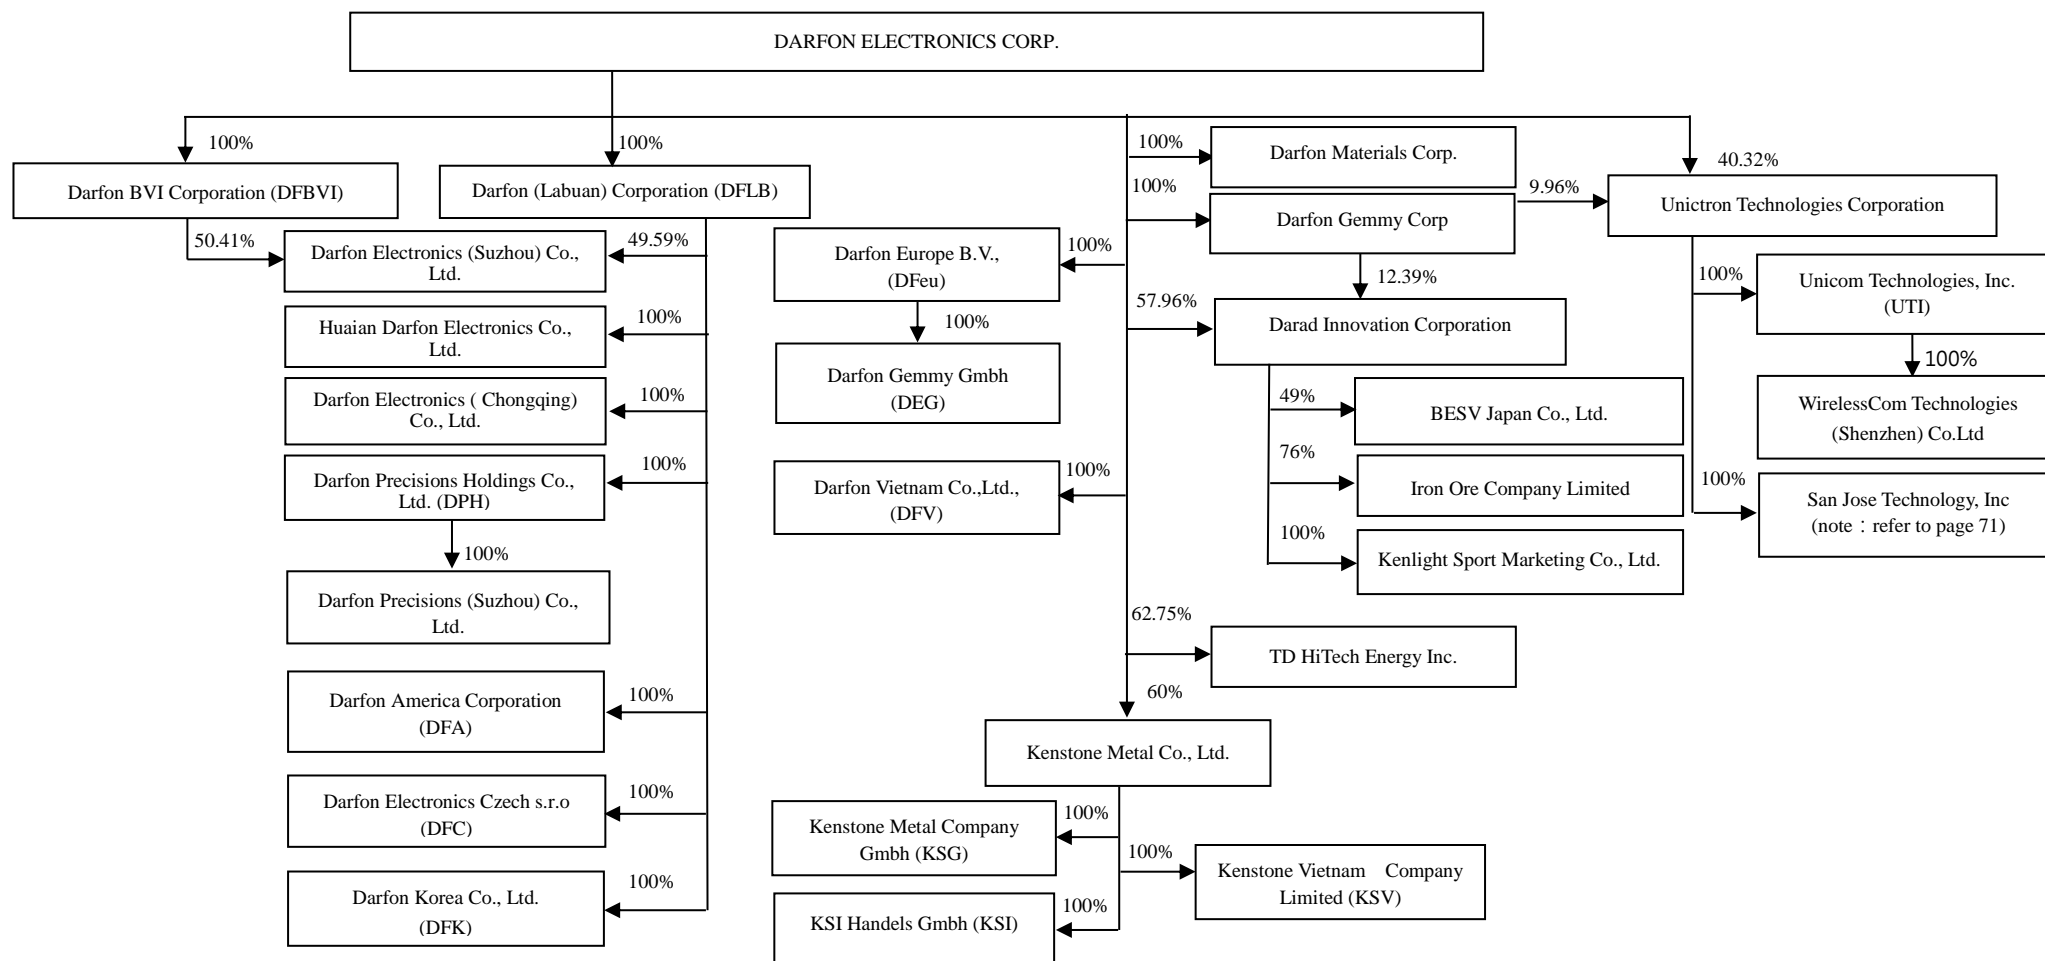 DARFON ELECTRONICS CORP.
100%
Darfon BVI Corporation (DFBVI)
50.41%
100%
Darfon (Labuan) Corporation (DFLB)
49.59%
Darfon Electronics (Suzhou) Co.,
Ltd.
100%
Huaian Darfon Electronics Co.,
Ltd.
100%
Darfon Electronics ( Chongqing)
Co., Ltd.
100%
Darfon Precisions Holdings Co.,
Ltd. (DPH)
100%
Darfon Precisions (Suzhou) Co.,
Ltd.
100%
Darfon America Corporation
(DFA)
100%
Darfon Electronics Czech s.r.o
(DFC)
100%
Darfon Korea Co., Ltd.
(DFK)
100%
Darfon Materials Corp.
100%
Darfon Gemmy Corp
9.96%
12.39%
100%
Darfon Europe B.V.,
(DFeu)
100%
Darfon Gemmy Gmbh
(DEG)
57.96%
Darad Innovation Corporation
49%
BESV Japan Co., Ltd.
76%
Iron Ore Company Limited
100%
Kenlight Sport Marketing Co., Ltd.
100%
Darfon Vietnam Co.,Ltd.,
(DFV)
62.75%
TD HiTech Energy Inc.
60%
Kenstone Metal Co., Ltd.
100%
Kenstone Metal Company
Gmbh (KSG)
100%
Kenstone Vietnam Company
Limited (KSV)
100%
KSI Handels Gmbh (KSI)
40.32%
Unictron Technologies Corporation
100%
Unicom Technologies, Inc.
(UTI)
100%
WirelessCom Technologies
(Shenzhen) Co.Ltd
100%
San Jose Technology, Inc
(note：refer to page 71)